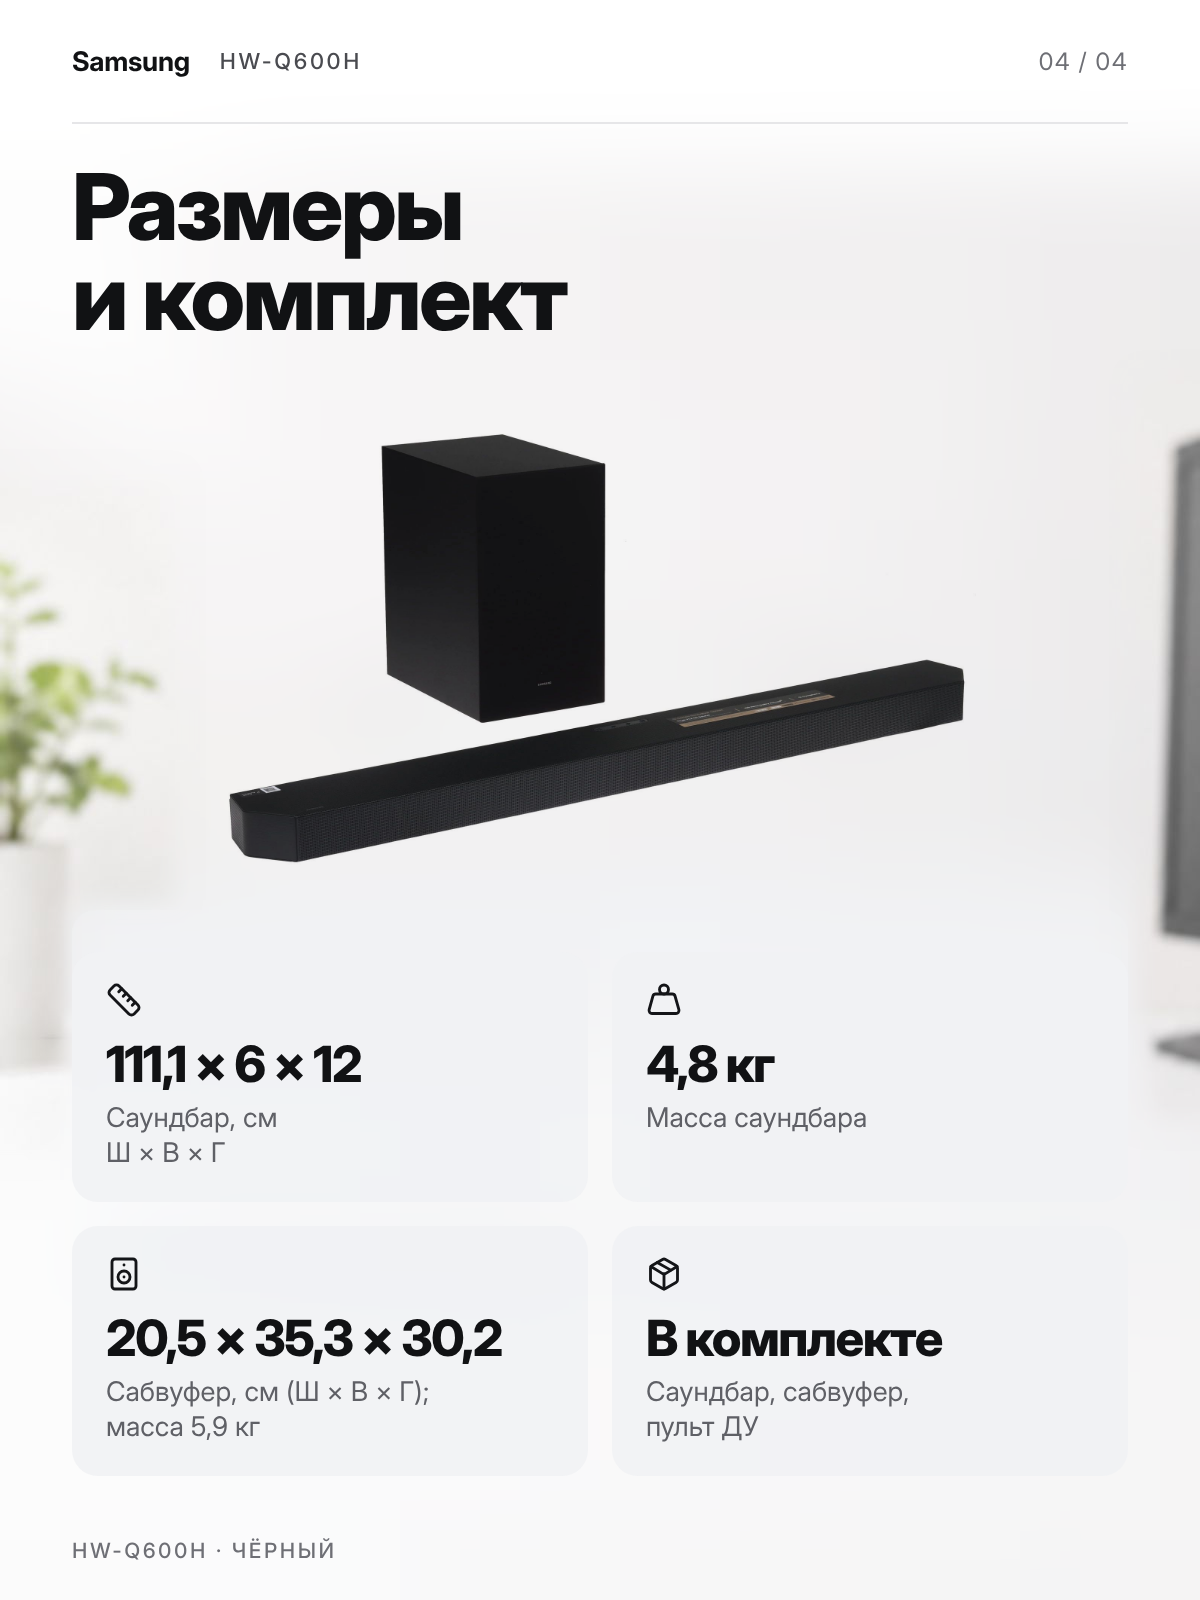 Samsung HW-Q600H 04 / 04
Размеры
и комплект
111,1 × 6 × 12
Саундбар, см
Ш × В × Г
4,8 кг
Масса саундбара
20,5 × 35,3 × 30,2
Сабвуфер, см (Ш × В × Г);
масса 5,9 кг
В комплекте
Саундбар, сабвуфер,
пульт ДУ
HW-Q600H · ЧЁРНЫЙ